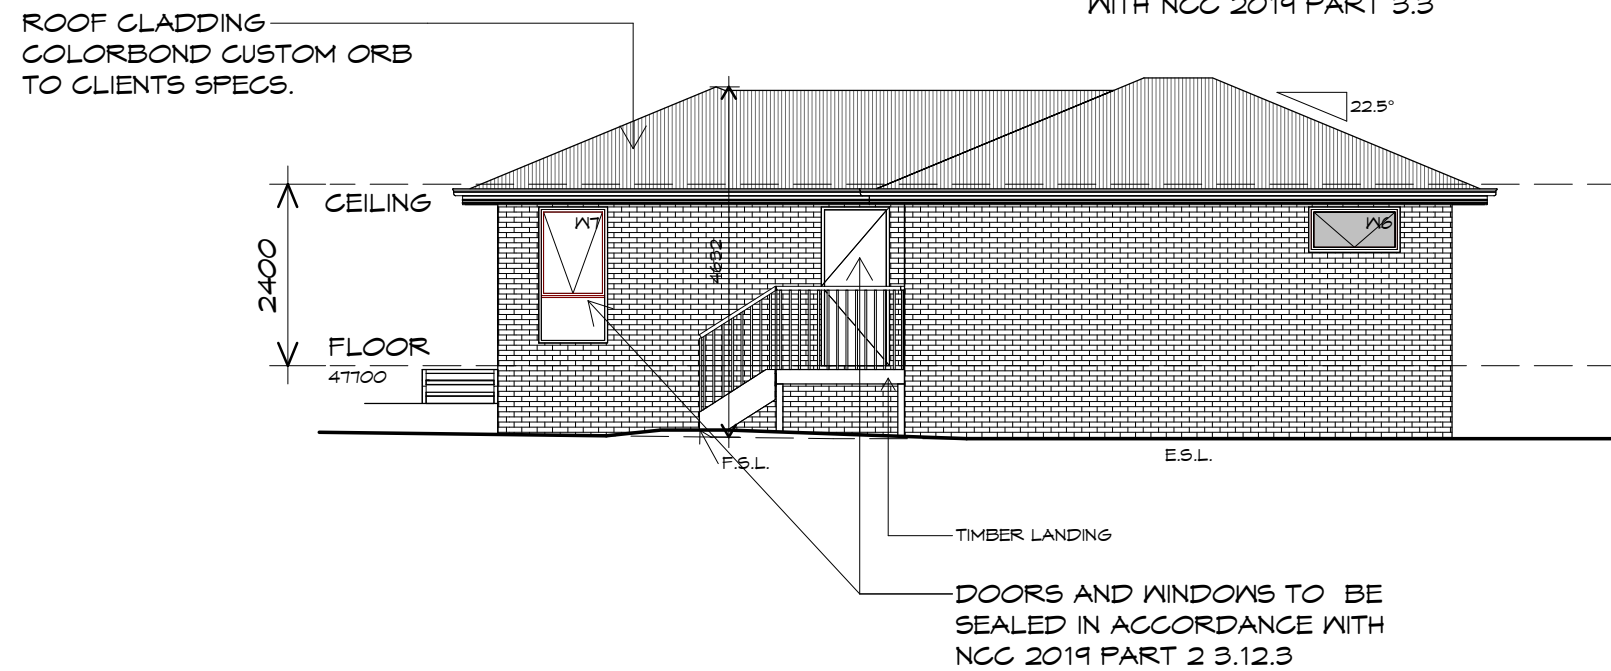 WITH NCC 2019 PART 3.3
ROOF CLADDING
COLORBOND CUSTOM ORB
TO CLIENTS SPECS.
22.5°
CEILING
W7
W6
2400
4632
FLOOR
47700
F.S.L.
E.S.L.
TIMBER LANDING
DOORS AND WINDOWS TO BE
SEALED IN ACCORDANCE WITH
NCC 2019 PART 2 3.12.3